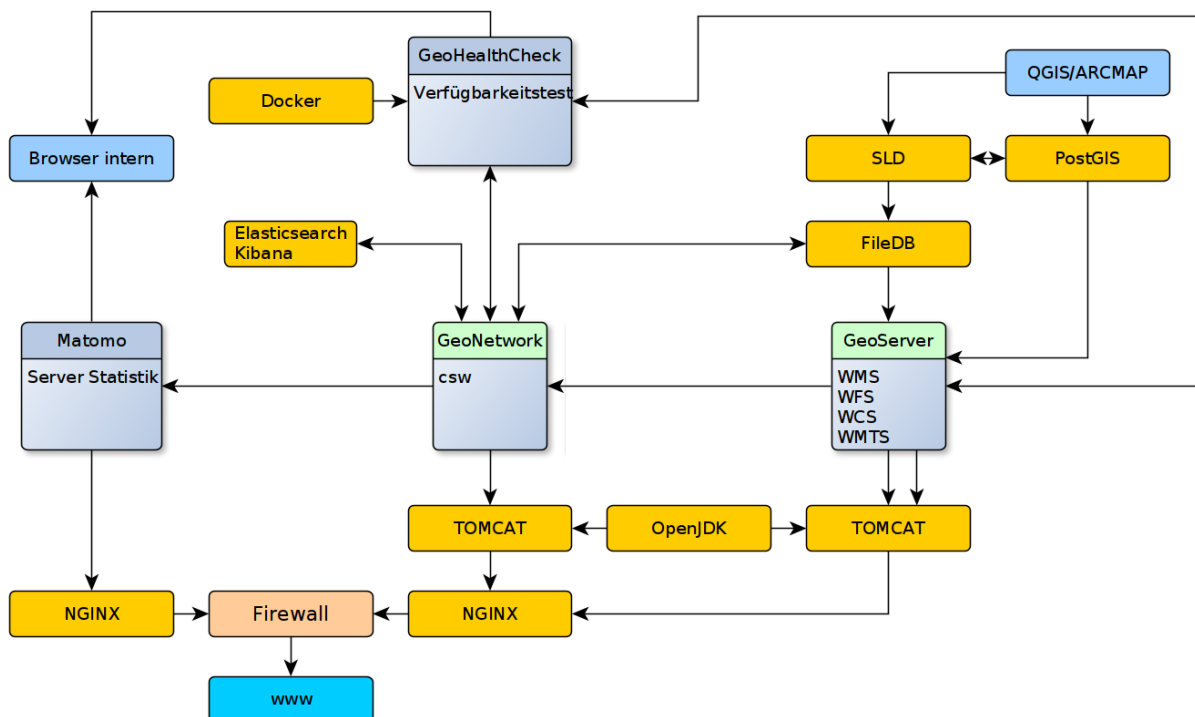 GeoHealthCheck
Verfügbarkeitstest
QGIS/ARCMAP
Docker
Browser intern
SLD
PostGIS
Elasticsearch
Kibana
FileDB
Matomo
Server Statistik
GeoNetwork
csw
GeoServer
WMS
WFS
WCS
WMTS
TOMCAT
OpenJDK
TOMCAT
NGINX
Firewall
NGINX
www